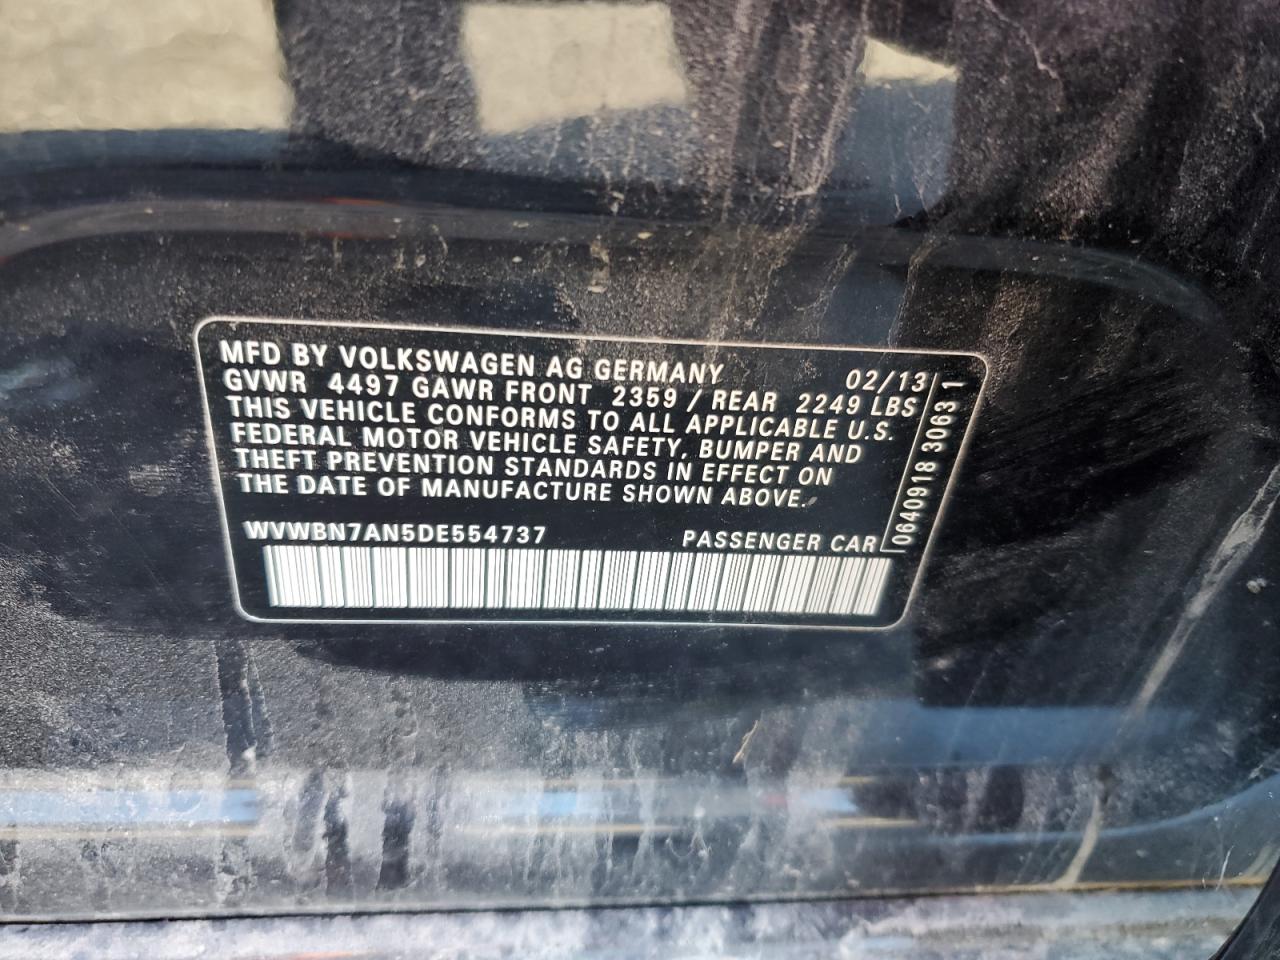 MFD BY VOLKSWAGEN AG GERMANY 02/13
GVWR 4497 GAWR FRONT 2359 / REAR 2249 LBS
THIS VEHICLE CONFORMS TO ALL APPLICABLE U.S.
FEDERAL MOTOR VEHICLE SAFETY, BUMPER AND
THEFT PREVENTION STANDARDS IN EFFECT ON
THE DATE OF MANUFACTURE SHOWN ABOVE.
WVWBN7AN5DE554737 PASSENGER CAR
0640918 3063 1